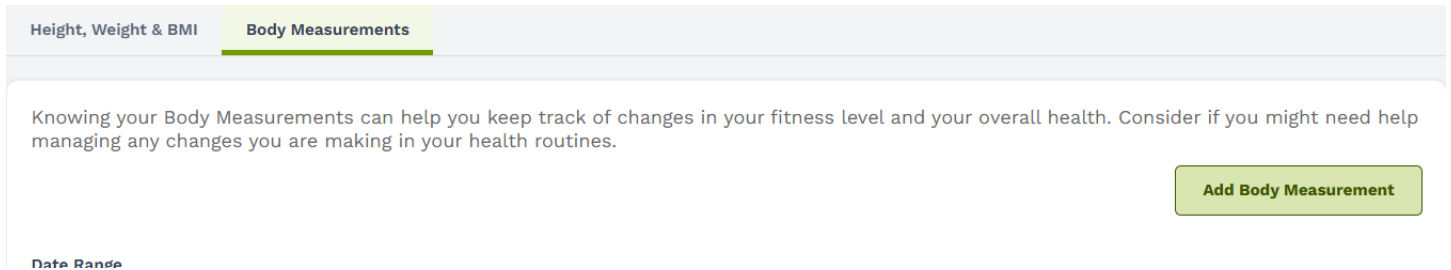 Height, Weight & BMI Body Measurements
Knowing your Body Measurements can help you keep track of changes in your fitness level and your overall health. Consider if you might need help
managing any changes you are making in your health routines.
Add Body Measurement
Date Range